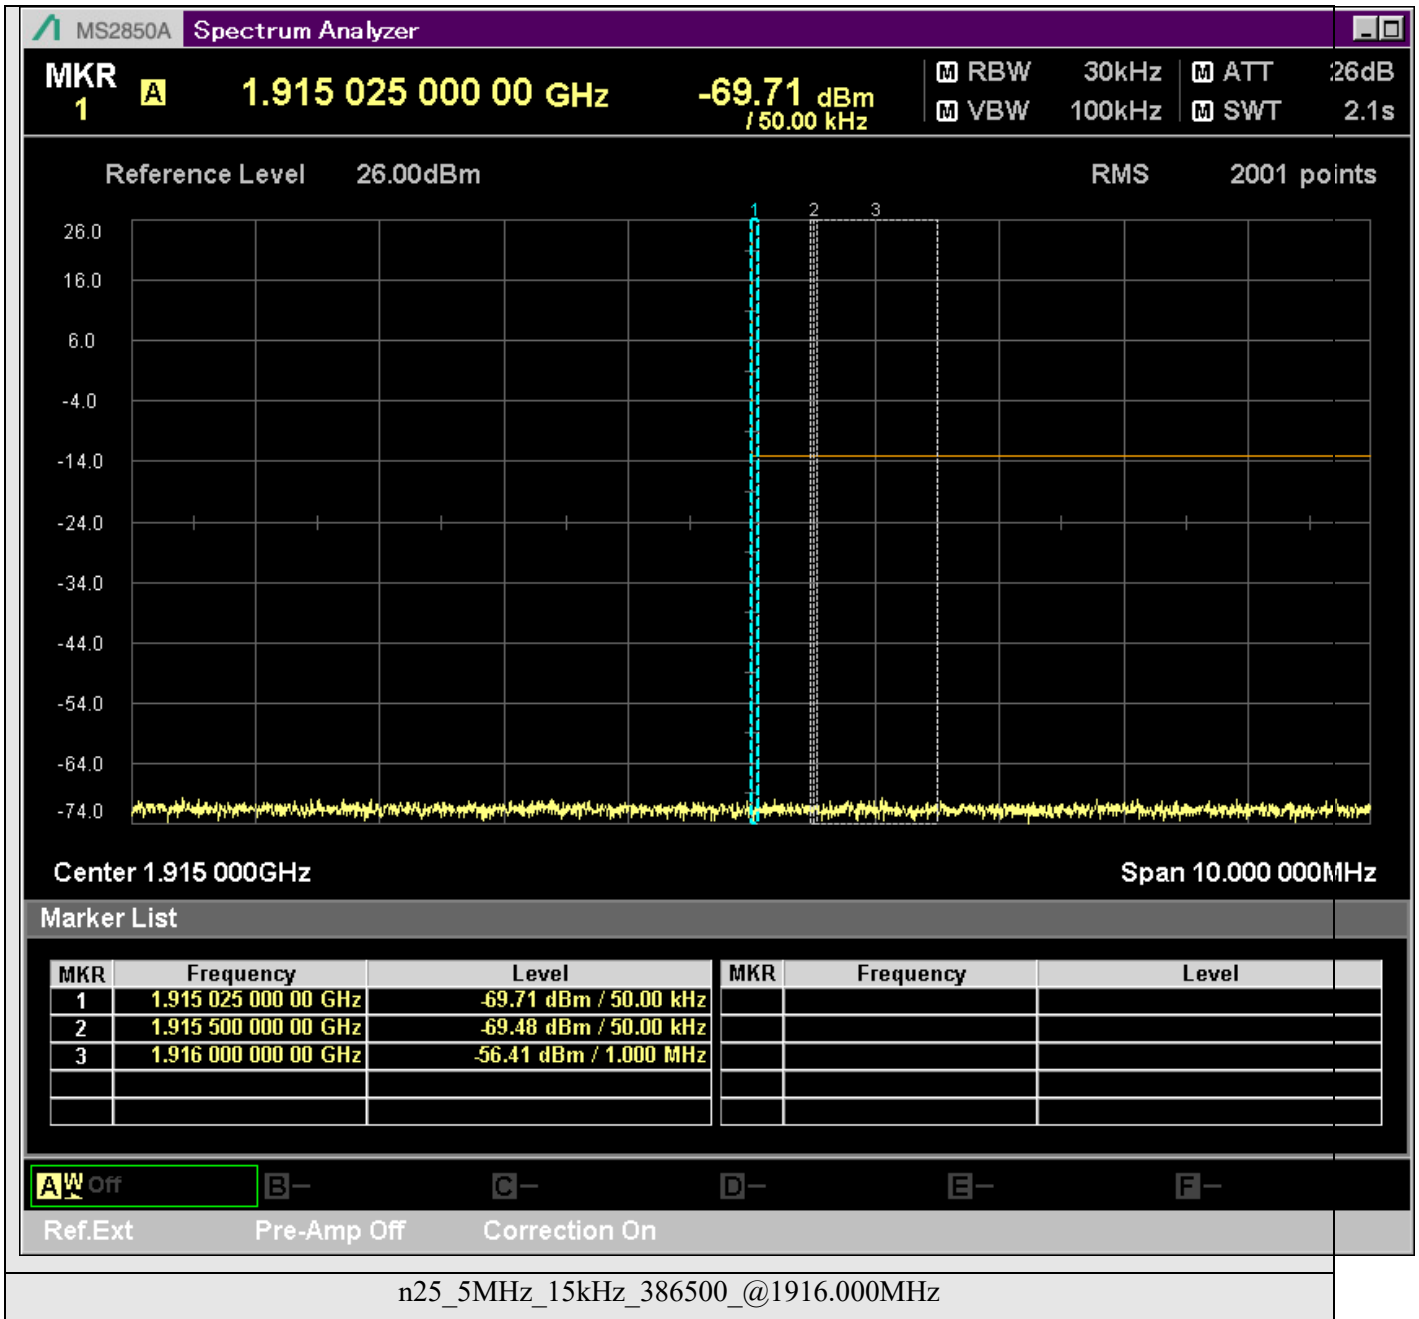 MS2850A Spectrum Analyzer
MKR 1 A 1.915 025 000 00 GHz -69.71 dBm / 50.00 kHz
M RBW 30kHz M ATT 26dB
M VBW 100kHz M SWT 2.1s
Reference Level 26.00dBm RMS 2001 points
1 2 3
26.0
16.0
6.0
-4.0
-14.0
-24.0
-34.0
-44.0
-54.0
-64.0
-74.0
Center 1.915 000GHz Span 10.000 000MHz
Marker List
MKR Frequency Level MKR Frequency Level
1 1.915 025 000 00 GHz -69.71 dBm / 50.00 kHz
2 1.915 500 000 00 GHz -69.48 dBm / 50.00 kHz
3 1.916 000 000 00 GHz -56.41 dBm / 1.000 MHz
A W Off B - C - D - E - F -
Ref.Ext Pre-Amp Off Correction On
n25_5MHz_15kHz_386500_@1916.000MHz